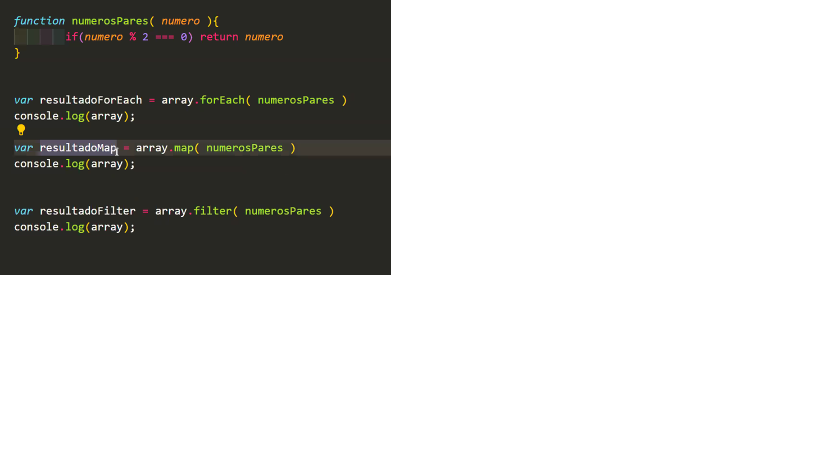 function numerosPares( numero ){
if(numero % 2 === 0) return numero
}
var resultadoForEach = array.forEach( numerosPares )
console.log(array);
var resultadoMap = array.map( numerosPares )
console.log(array);
var resultadoFilter = array.filter( numerosPares )
console.log(array);